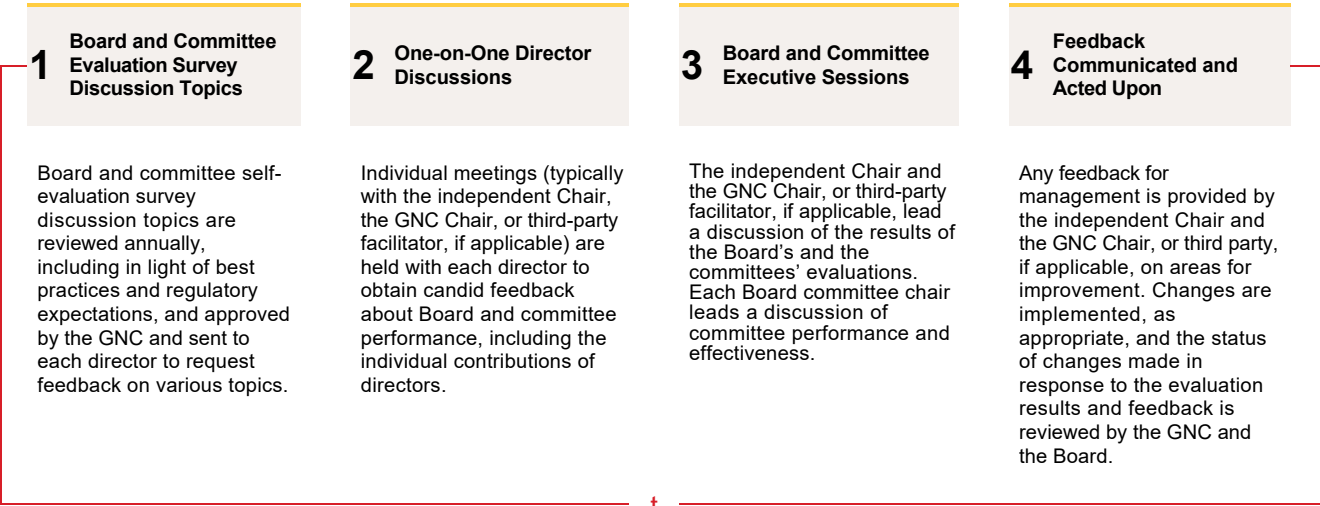 1
Board and Committee
Evaluation Survey
Discussion Topics
Board and committee self-
evaluation survey
discussion topics are
reviewed annually,
including in light of best
practices and regulatory
expectations, and approved
by the GNC and sent to
each director to request
feedback on various topics.
2
One-on-One Director
Discussions
Individual meetings (typically
with the independent Chair,
the GNC Chair, or third-party
facilitator, if applicable) are
held with each director to
obtain candid feedback
about Board and committee
performance, including the
individual contributions of
directors.
3
Board and Committee
Executive Sessions
The independent Chair and
the GNC Chair, or third-party
facilitator, if applicable, lead
a discussion of the results of
the Board's and the
committees' evaluations.
Each Board committee chair
leads a discussion of
committee performance and
effectiveness.
4
Feedback
Communicated and
Acted Upon
Any feedback for
management is provided by
the independent Chair and
the GNC Chair, or third party,
if applicable, on areas for
improvement. Changes are
implemented, as
appropriate, and the status
of changes made in
response to the evaluation
results and feedback is
reviewed by the GNC and
the Board.